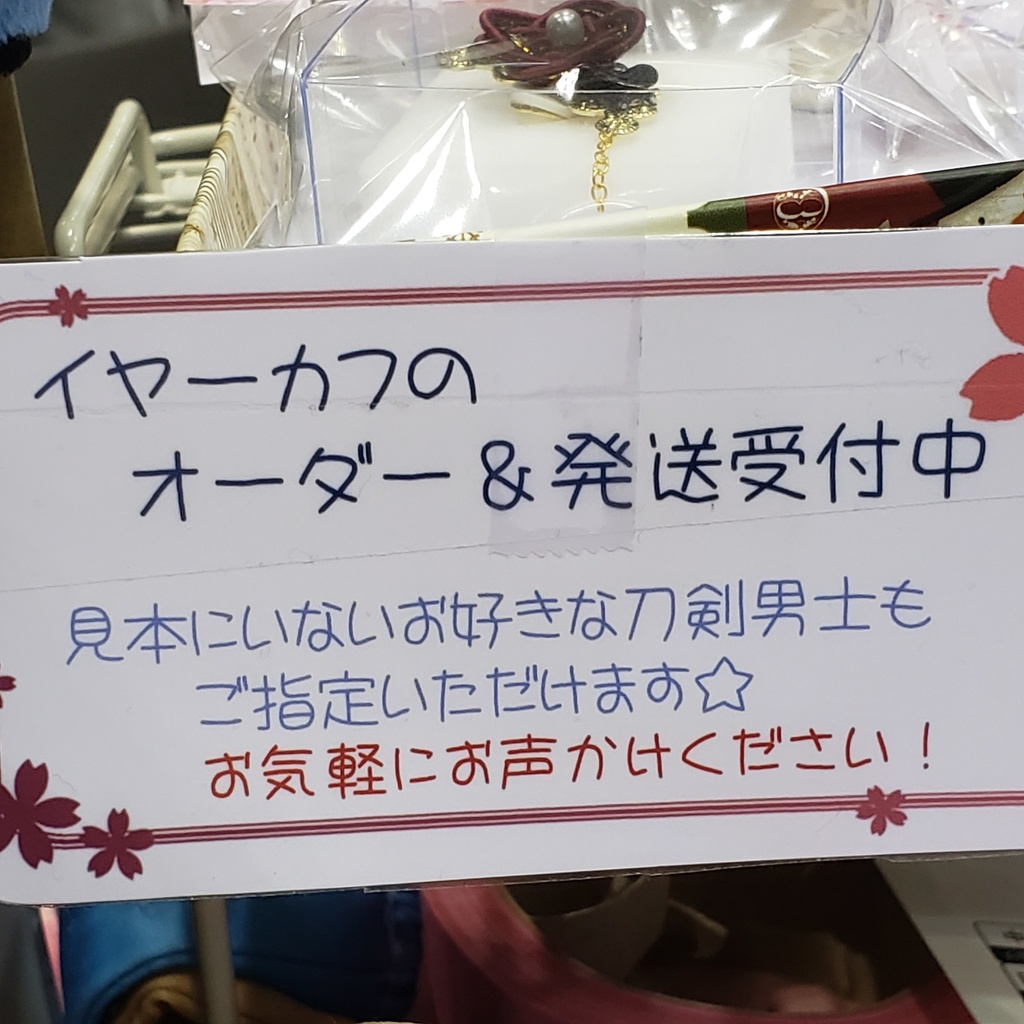 イヤーカフの
オーダー＆発送受付中
見本にいないお好きな刀剣男士も
ご指定いただけます☆
お気軽にお声かけください！